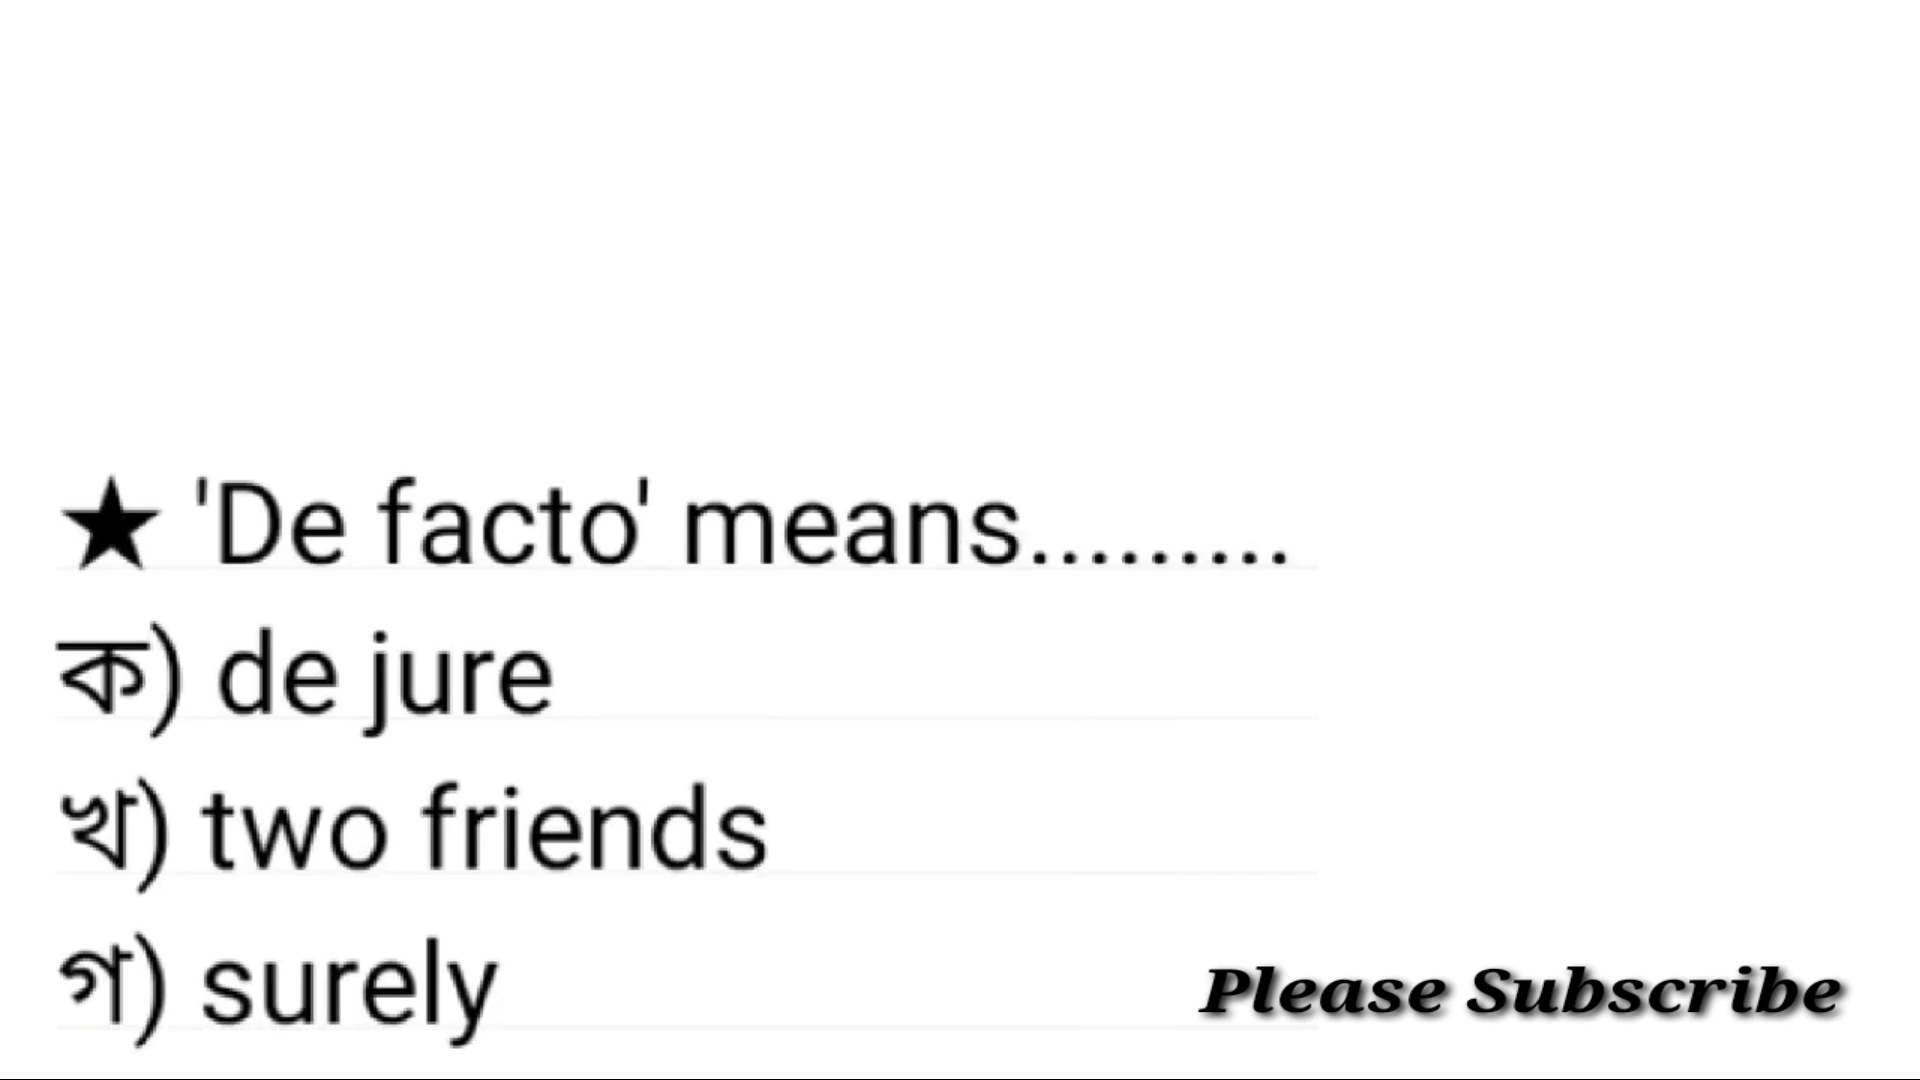 ★ 'De facto' means.........
ক) de jure
খ) two friends
গ) surely
Please Subscribe